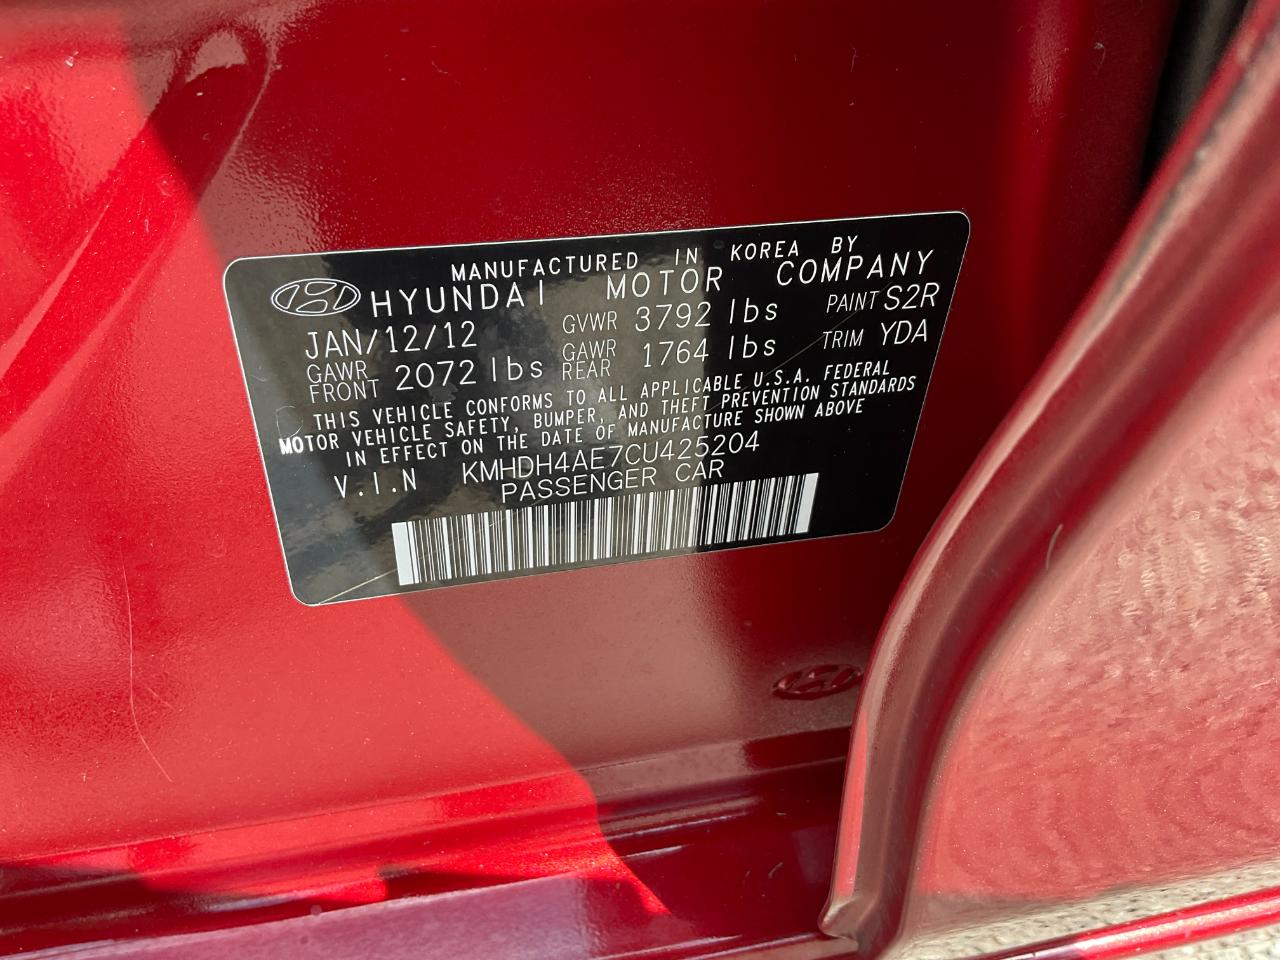 MANUFACTURED IN KOREA BY
HYUNDAI MOTOR COMPANY
JAN/12/12 GVWR 3792 lbs PAINT S2R
GAWR FRONT 2072 lbs GAWR REAR 1764 lbs TRIM YDA
THIS VEHICLE CONFORMS TO ALL APPLICABLE U.S.A. FEDERAL
MOTOR VEHICLE SAFETY, BUMPER, AND THEFT PREVENTION STANDARDS
IN EFFECT ON THE DATE OF MANUFACTURE SHOWN ABOVE
V.I.N KMHDH4AE7CU425204
PASSENGER CAR